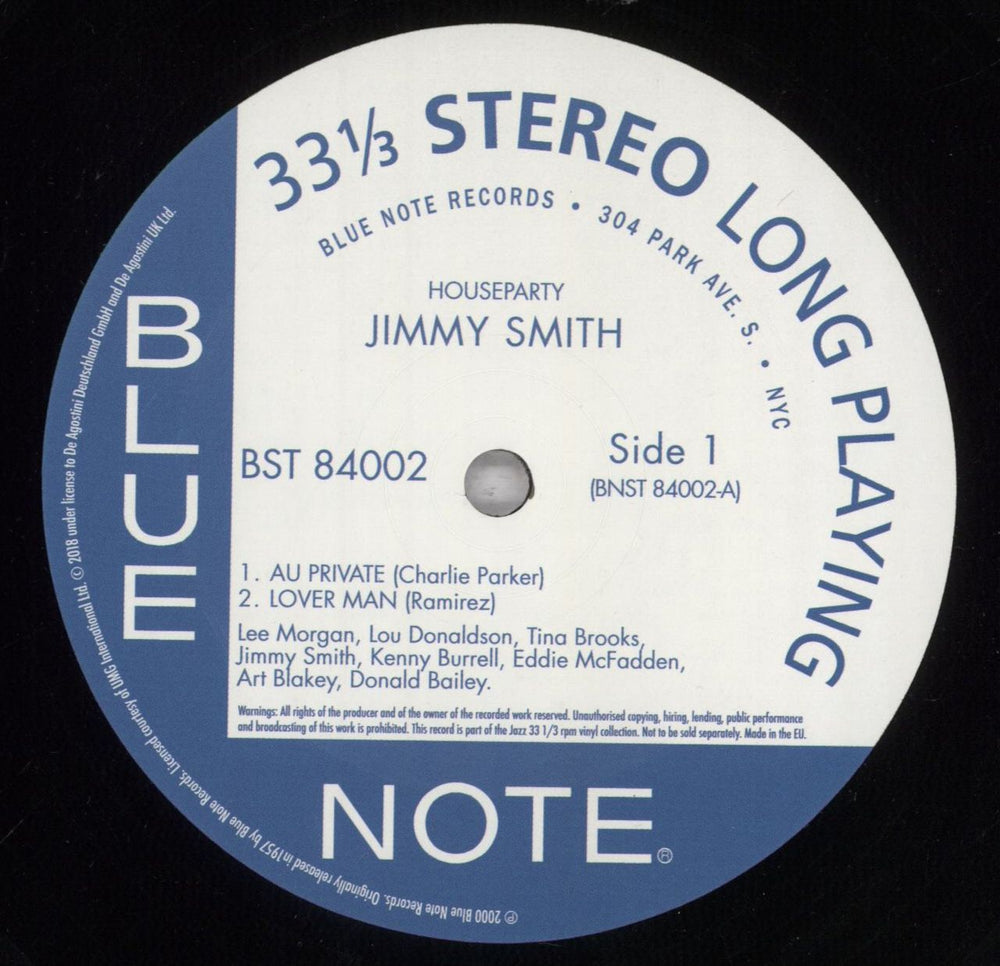 33⅓ STEREO LONG PLAYING
BLUE NOTE RECORDS • 304 PARK AVE. S. • NYC
HOUSEPARTY
JIMMY SMITH
BST 84002
Side 1
(BNST 84002-A)
1. AU PRIVATE (Charlie Parker)
2. LOVER MAN (Ramirez)
Lee Morgan, Lou Donaldson, Tina Brooks,
Jimmy Smith, Kenny Burrell, Eddie McFadden,
Art Blakey, Donald Bailey.
Warnings: All rights of the producer and of the owner of the recorded work reserved. Unauthorised copying, hiring, lending, public performance
and broadcasting of this work is prohibited. This record is part of the Jazz 33 1/3 rpm vinyl collection. Not to be sold separately. Made in the EU.
BLUE
NOTE®
℗ 2000 Blue Note Records. Originally released in 1957 by Blue Note Records. Licensed courtesy of UMG International Ltd. © 2018 under license to De Agostini Deutschland GmbH and De Agostini UK Ltd.